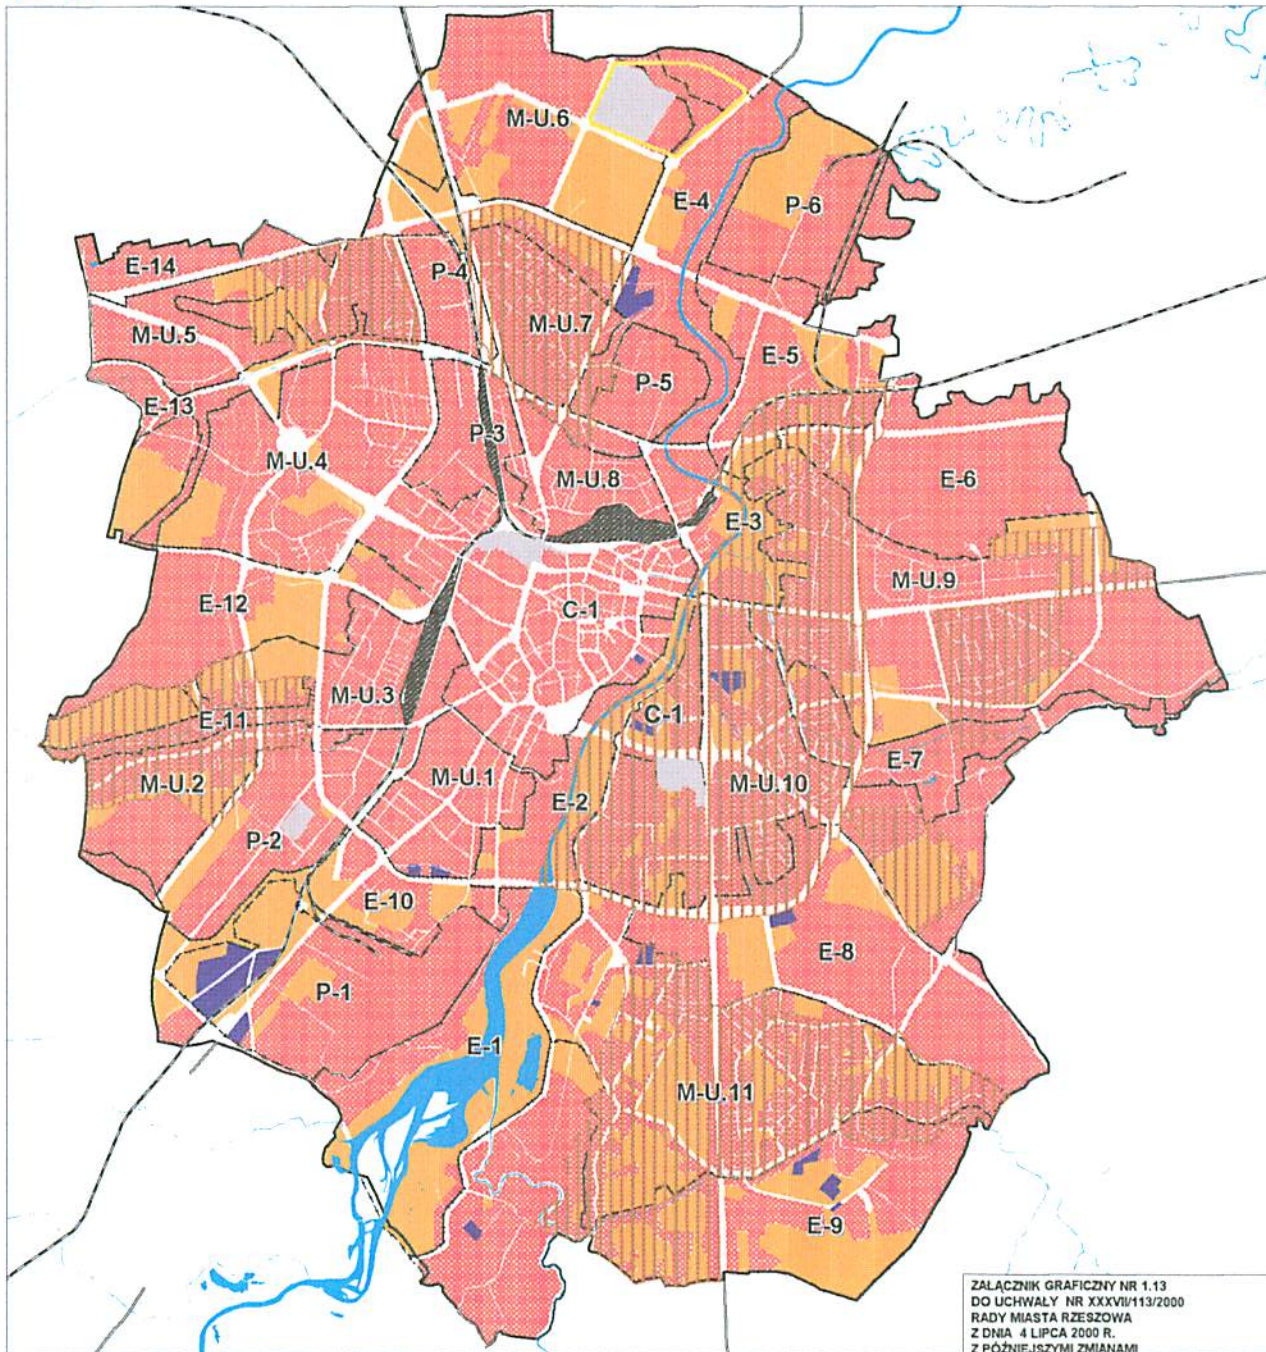 M-U.6
E-4
P-6
E-14
P-4
M-U.5
M-U.7
E-5
P-5
E-13
P-3
M-U.4
M-U.8
E-6
E-3
M-U.9
E-12
C-1
M-U.3
E-11
C-1
E-7
M-U.2
M-U.1
M-U.10
E-2
P-2
E-10
E-8
P-1
E-1
M-U.11
E-9
ZAŁĄCZNIK GRAFICZNY NR 1.13
DO UCHWAŁY NR XXXVII/113/2000
RADY MIASTA RZESZOWA
Z DNIA 4 LIPCA 2000 R.
Z PÓŹNIEJSZYMI ZMIANAMI